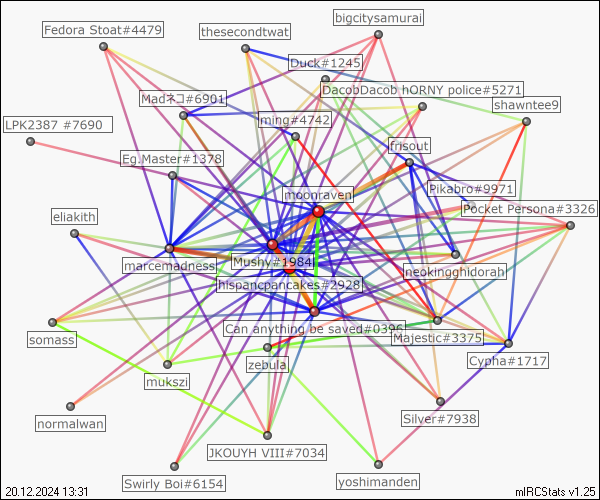 bigcitysamurai
Fedora Stoat#4479
thesecondtwat
Duck#1245
DacobDacob hORNY police#5271
Madネコ#6901
shawntee9
LPK2387 #7690
ming#4742
frisout
Eg.Master#1378
Pikabro#9971
moonraven
Pocket Persona#3326
eliakith
Mushy#1984
marcemadness
neokingghidorah
hispancpancakes#2928
Can anything be saved#0396
somass
Majestic#3375
zebula
Cypha#1717
mukszi
Silver#7938
normalwan
JKOUYH VIII#7034
yoshimanden
Swirly Boi#6154
20.12.2024 13:31
mIRCStats v1.25